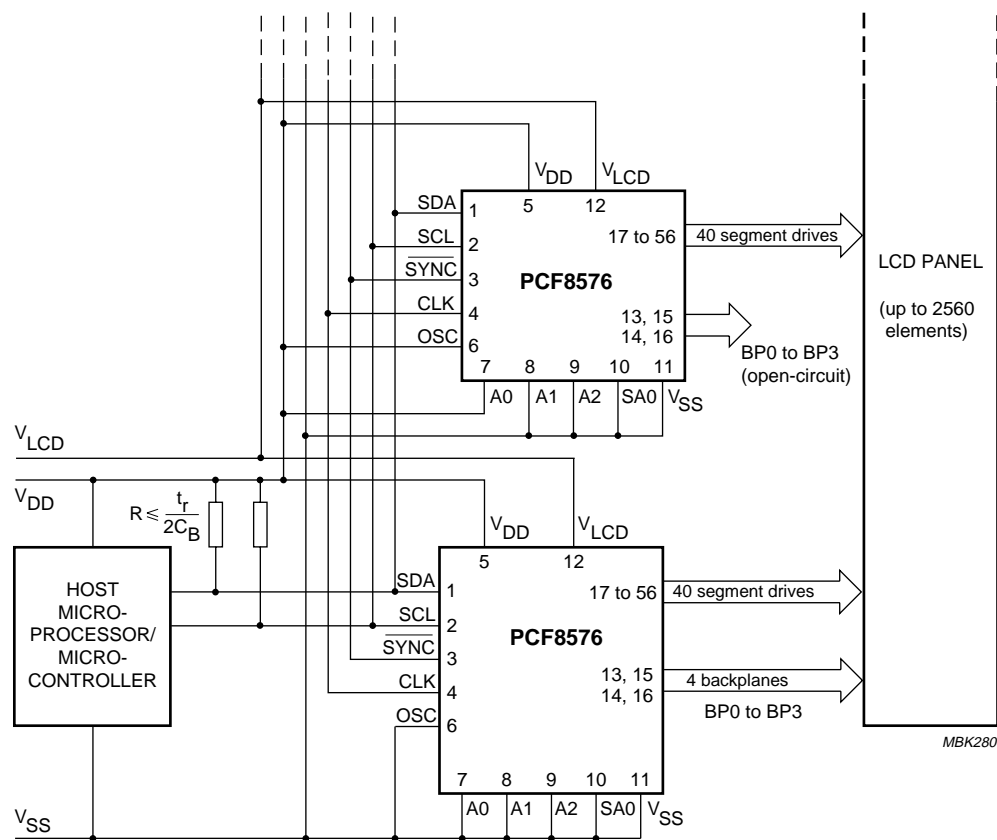 VDD
VLCD
SDA
1
5
12
SCL
2
17 to 56
40 segment drives
SYNC
3
PCF8576
LCD PANEL
(up to 2560
elements)
CLK
4
13, 15
14, 16
OSC
6
BP0 to BP3
(open-circuit)
7
8
9
10
11
A0
A1
A2
SA0
VSS
VLCD
VDD
R ≤ tr
2CB
VDD
VLCD
5
12
HOST
MICRO-
PROCESSOR/
MICRO-
CONTROLLER
SDA
1
17 to 56
40 segment drives
SCL
2
SYNC
3
PCF8576
CLK
4
13, 15
14, 16
4 backplanes
BP0 to BP3
OSC
6
MBK280
7
8
9
10
11
A0
A1
A2
SA0
VSS
VSS